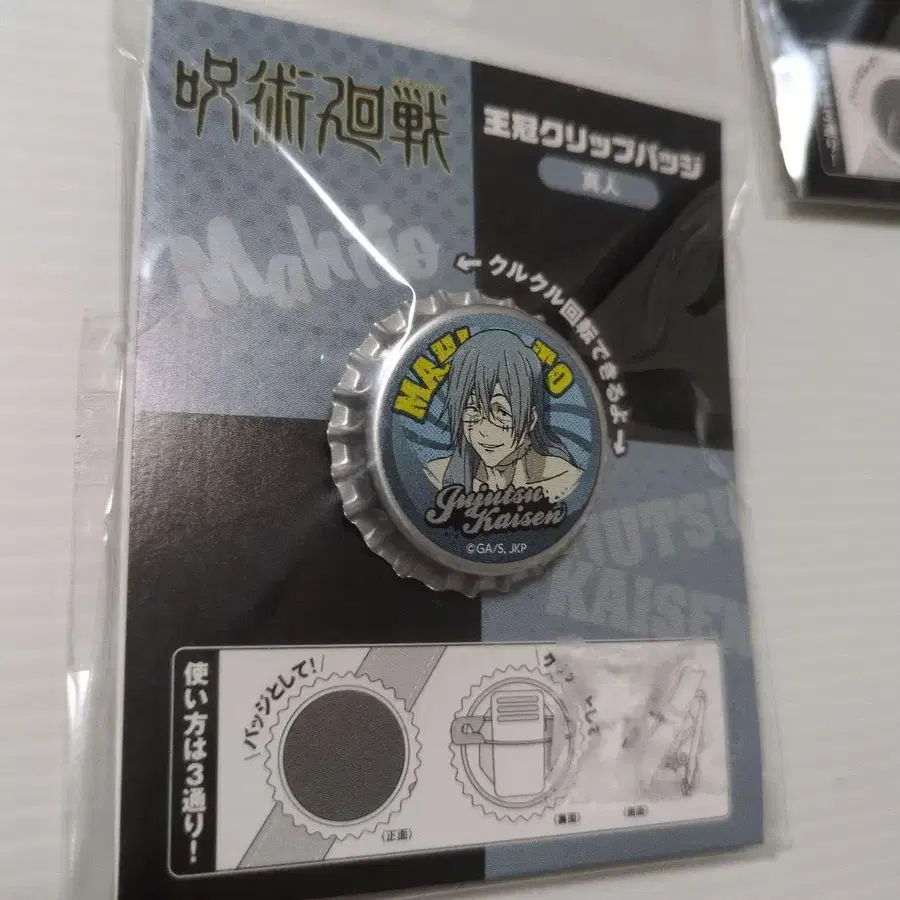 呪術廻戦
王冠クリップバッジ
真人
Mahito
←クルクル回転できるよ→
Jujutsu
Kaisen
©GA/S, JKP
KAISEN
使い方は3通り!
バッジとして!
(正面)
(裏面)